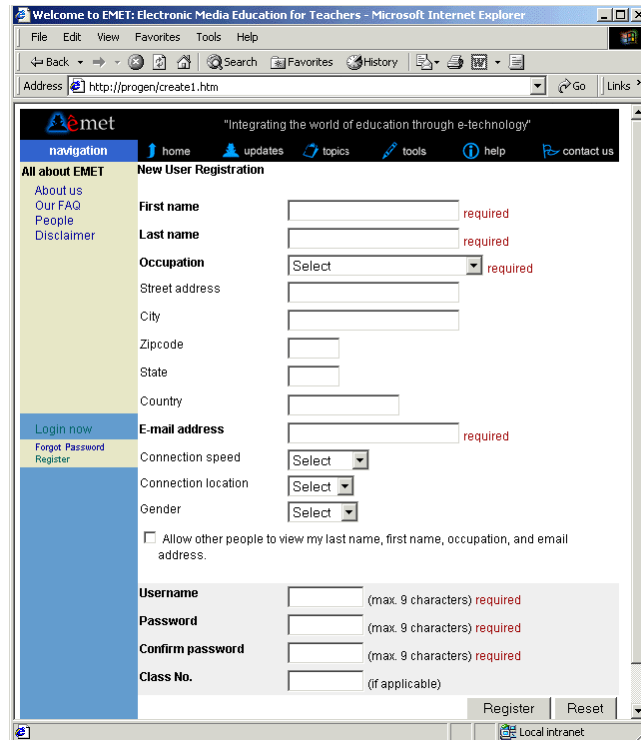 Welcome to EMET: Electronic Media Education for Teachers - Microsoft Internet Explorer
File Edit View Favorites Tools Help
Back Search Favorites History
Address http://progen/create1.htm Go Links »
êmet "Integrating the world of education through e-technology"
navigation home updates topics tools help contact us
All about EMET
About us
Our FAQ
People
Disclaimer
Login now
Forgot Password
Register
New User Registration
First name required
Last name required
Occupation Select required
Street address
City
Zipcode
State
Country
E-mail address required
Connection speed Select
Connection location Select
Gender Select
Allow other people to view my last name, first name, occupation, and email
address.
Username (max. 9 characters) required
Password (max. 9 characters) required
Confirm password (max. 9 characters) required
Class No. (if applicable)
Register Reset
Local intranet